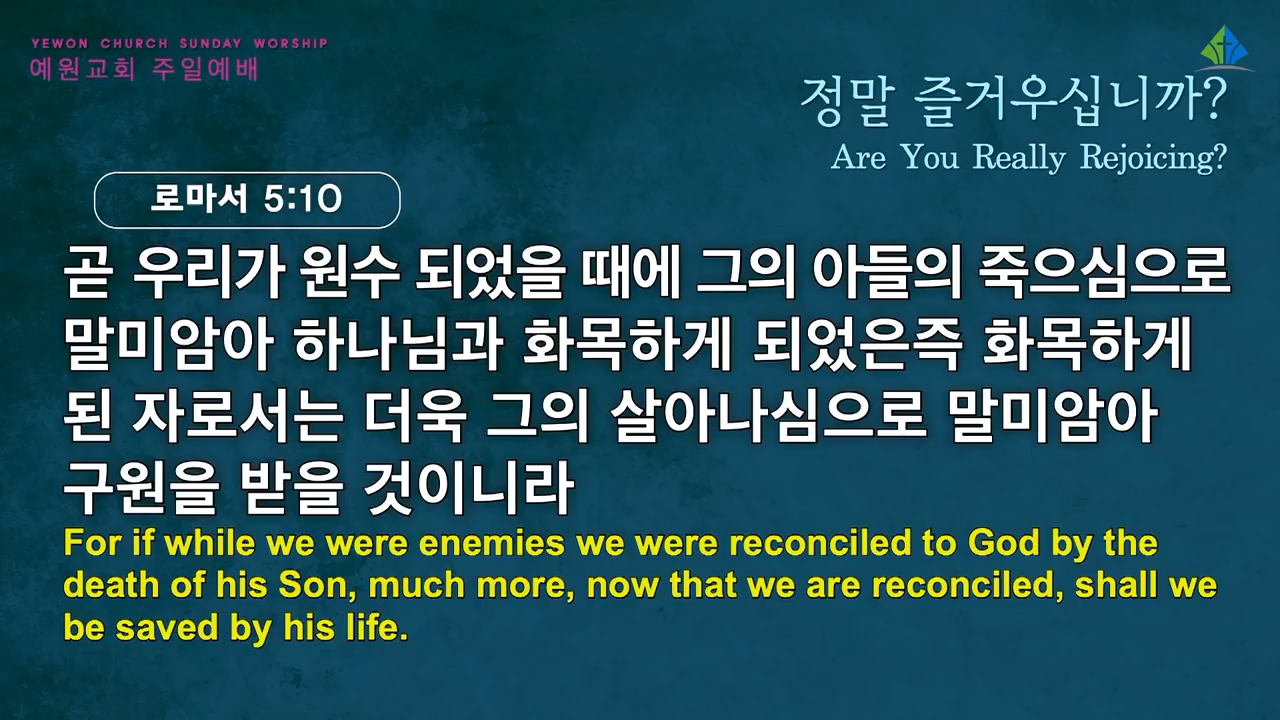 YEWON CHURCH SUNDAY WORSHIP
예원교회 주일예배
정말 즐거우십니까?
Are You Really Rejoicing?
로마서 5:10
곧 우리가 원수 되었을 때에 그의 아들의 죽으심으로
말미암아 하나님과 화목하게 되었은즉 화목하게
된 자로서는 더욱 그의 살아나심으로 말미암아
구원을 받을 것이니라
For if while we were enemies we were reconciled to God by the
death of his Son, much more, now that we are reconciled, shall we
be saved by his life.